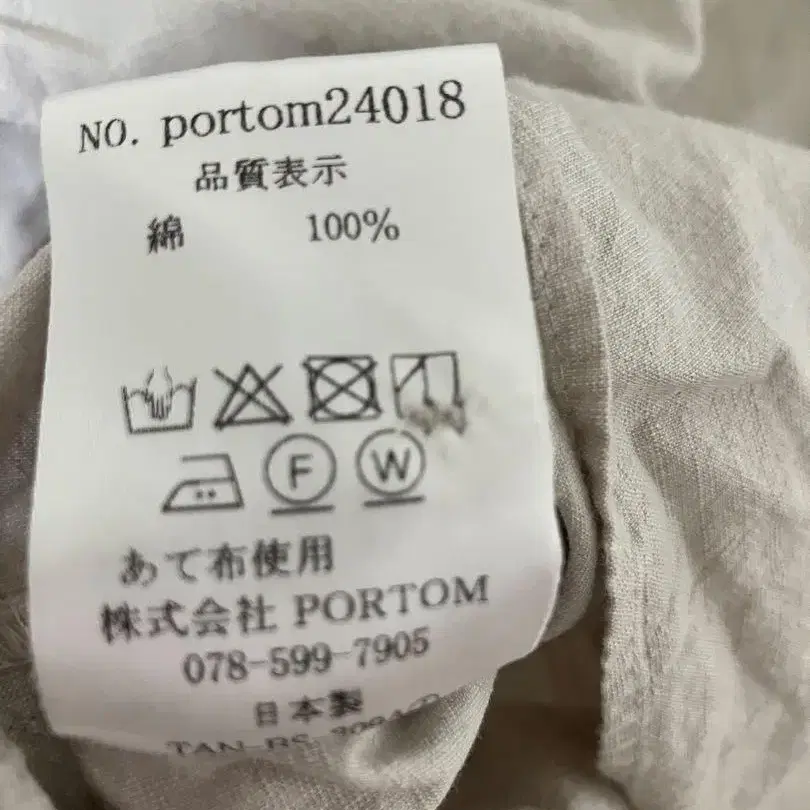 NO. portom24018
品質表示
綿 100%
F W
あて布使用
株式会社 PORTOM
078-599-7905
日本製